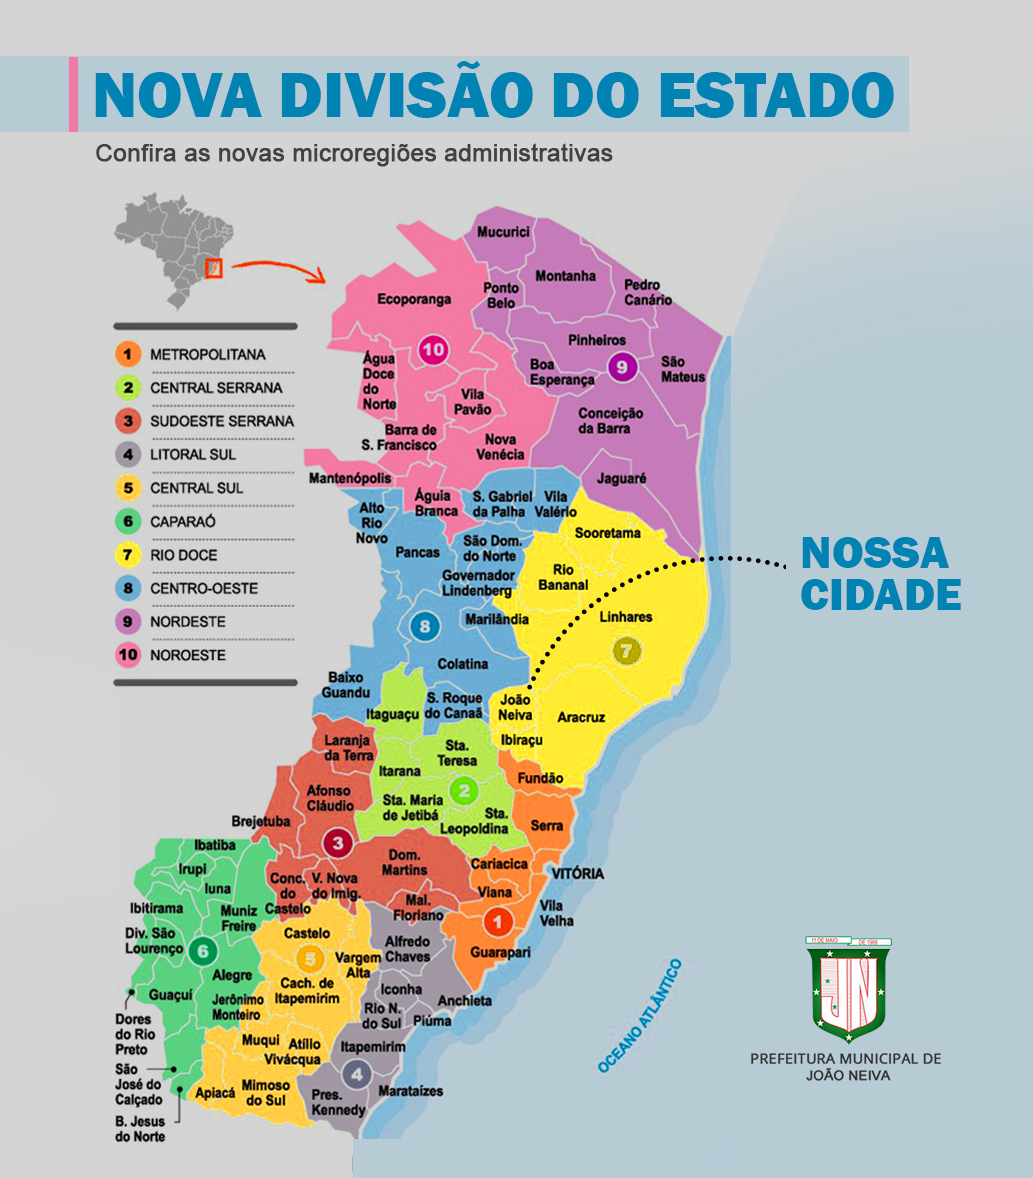 NOVA DIVISÃO DO ESTADO
Confira as novas microregiões administrativas
1 METROPOLITANA
2 CENTRAL SERRANA
3 SUDOESTE SERRANA
4 LITORAL SUL
5 CENTRAL SUL
6 CAPARAÓ
7 RIO DOCE
8 CENTRO-OESTE
9 NORDESTE
10 NOROESTE
Mucurici
Montanha
Ponto
Belo
Pedro
Canário
Ecoporanga
Pinheiros
10
9
Água
Doce
do
Norte
Boa
Esperança
São
Mateus
Vila
Pavão
Conceição
da Barra
Barra de
S. Francisco
Nova
Venécia
Mantenópolis
Jaguaré
Águia
Branca
S. Gabriel
da Palha
Vila
Valério
Alto
Rio
Novo
Sooretama
Pancas
São Dom.
do Norte
Rio
Bananal
Governador
Lindenberg
NOSSA
CIDADE
Marilândia
Linhares
8
7
Colatina
Baixo
Guandu
Itaguaçu
S. Roque
do Canaã
João
Neiva
Aracruz
Ibiraçu
Laranja
da Terra
Sta.
Teresa
Itarana
Fundão
Afonso
Cláudio
2
Sta. Maria
de Jetibá
Sta.
Leopoldina
Serra
Brejetuba
3
Ibatiba
Dom.
Martins
Cariacica
VITÓRIA
Irupi
Iuna
Conc.
do
Castelo
V. Nova
do Imig.
Viana
Vila
Velha
Ibitirama
Muniz
Freire
Mal.
Floriano
1
Div. São
Lourenço
6
Castelo
5
Vargem
Alta
Alfredo
Chaves
Guarapari
Alegre
Cach. de
Itapemirim
Iconha
Anchieta
Guaçuí
Jerônimo
Monteiro
Rio N.
do Sul
Piúma
Dores
do Rio
Preto
Muqui
Atílio
Vivácqua
Itapemirim
4
São
José do
Calçado
Apiacá
Mimoso
do Sul
Pres.
Kennedy
Marataízes
B. Jesus
do Norte
OCEANO ATLÂNTICO
11 DE MAIO
DE 1988
JN
PREFEITURA MUNICIPAL DE
JOÃO NEIVA